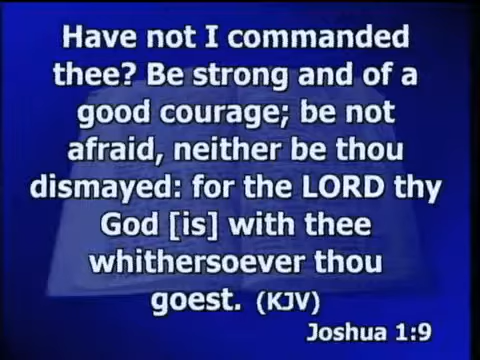 Have not I commanded
thee? Be strong and of a
good courage; be not
afraid, neither be thou
dismayed: for the LORD thy
God [is] with thee
whithersoever thou
goest. (KJV)
Joshua 1:9